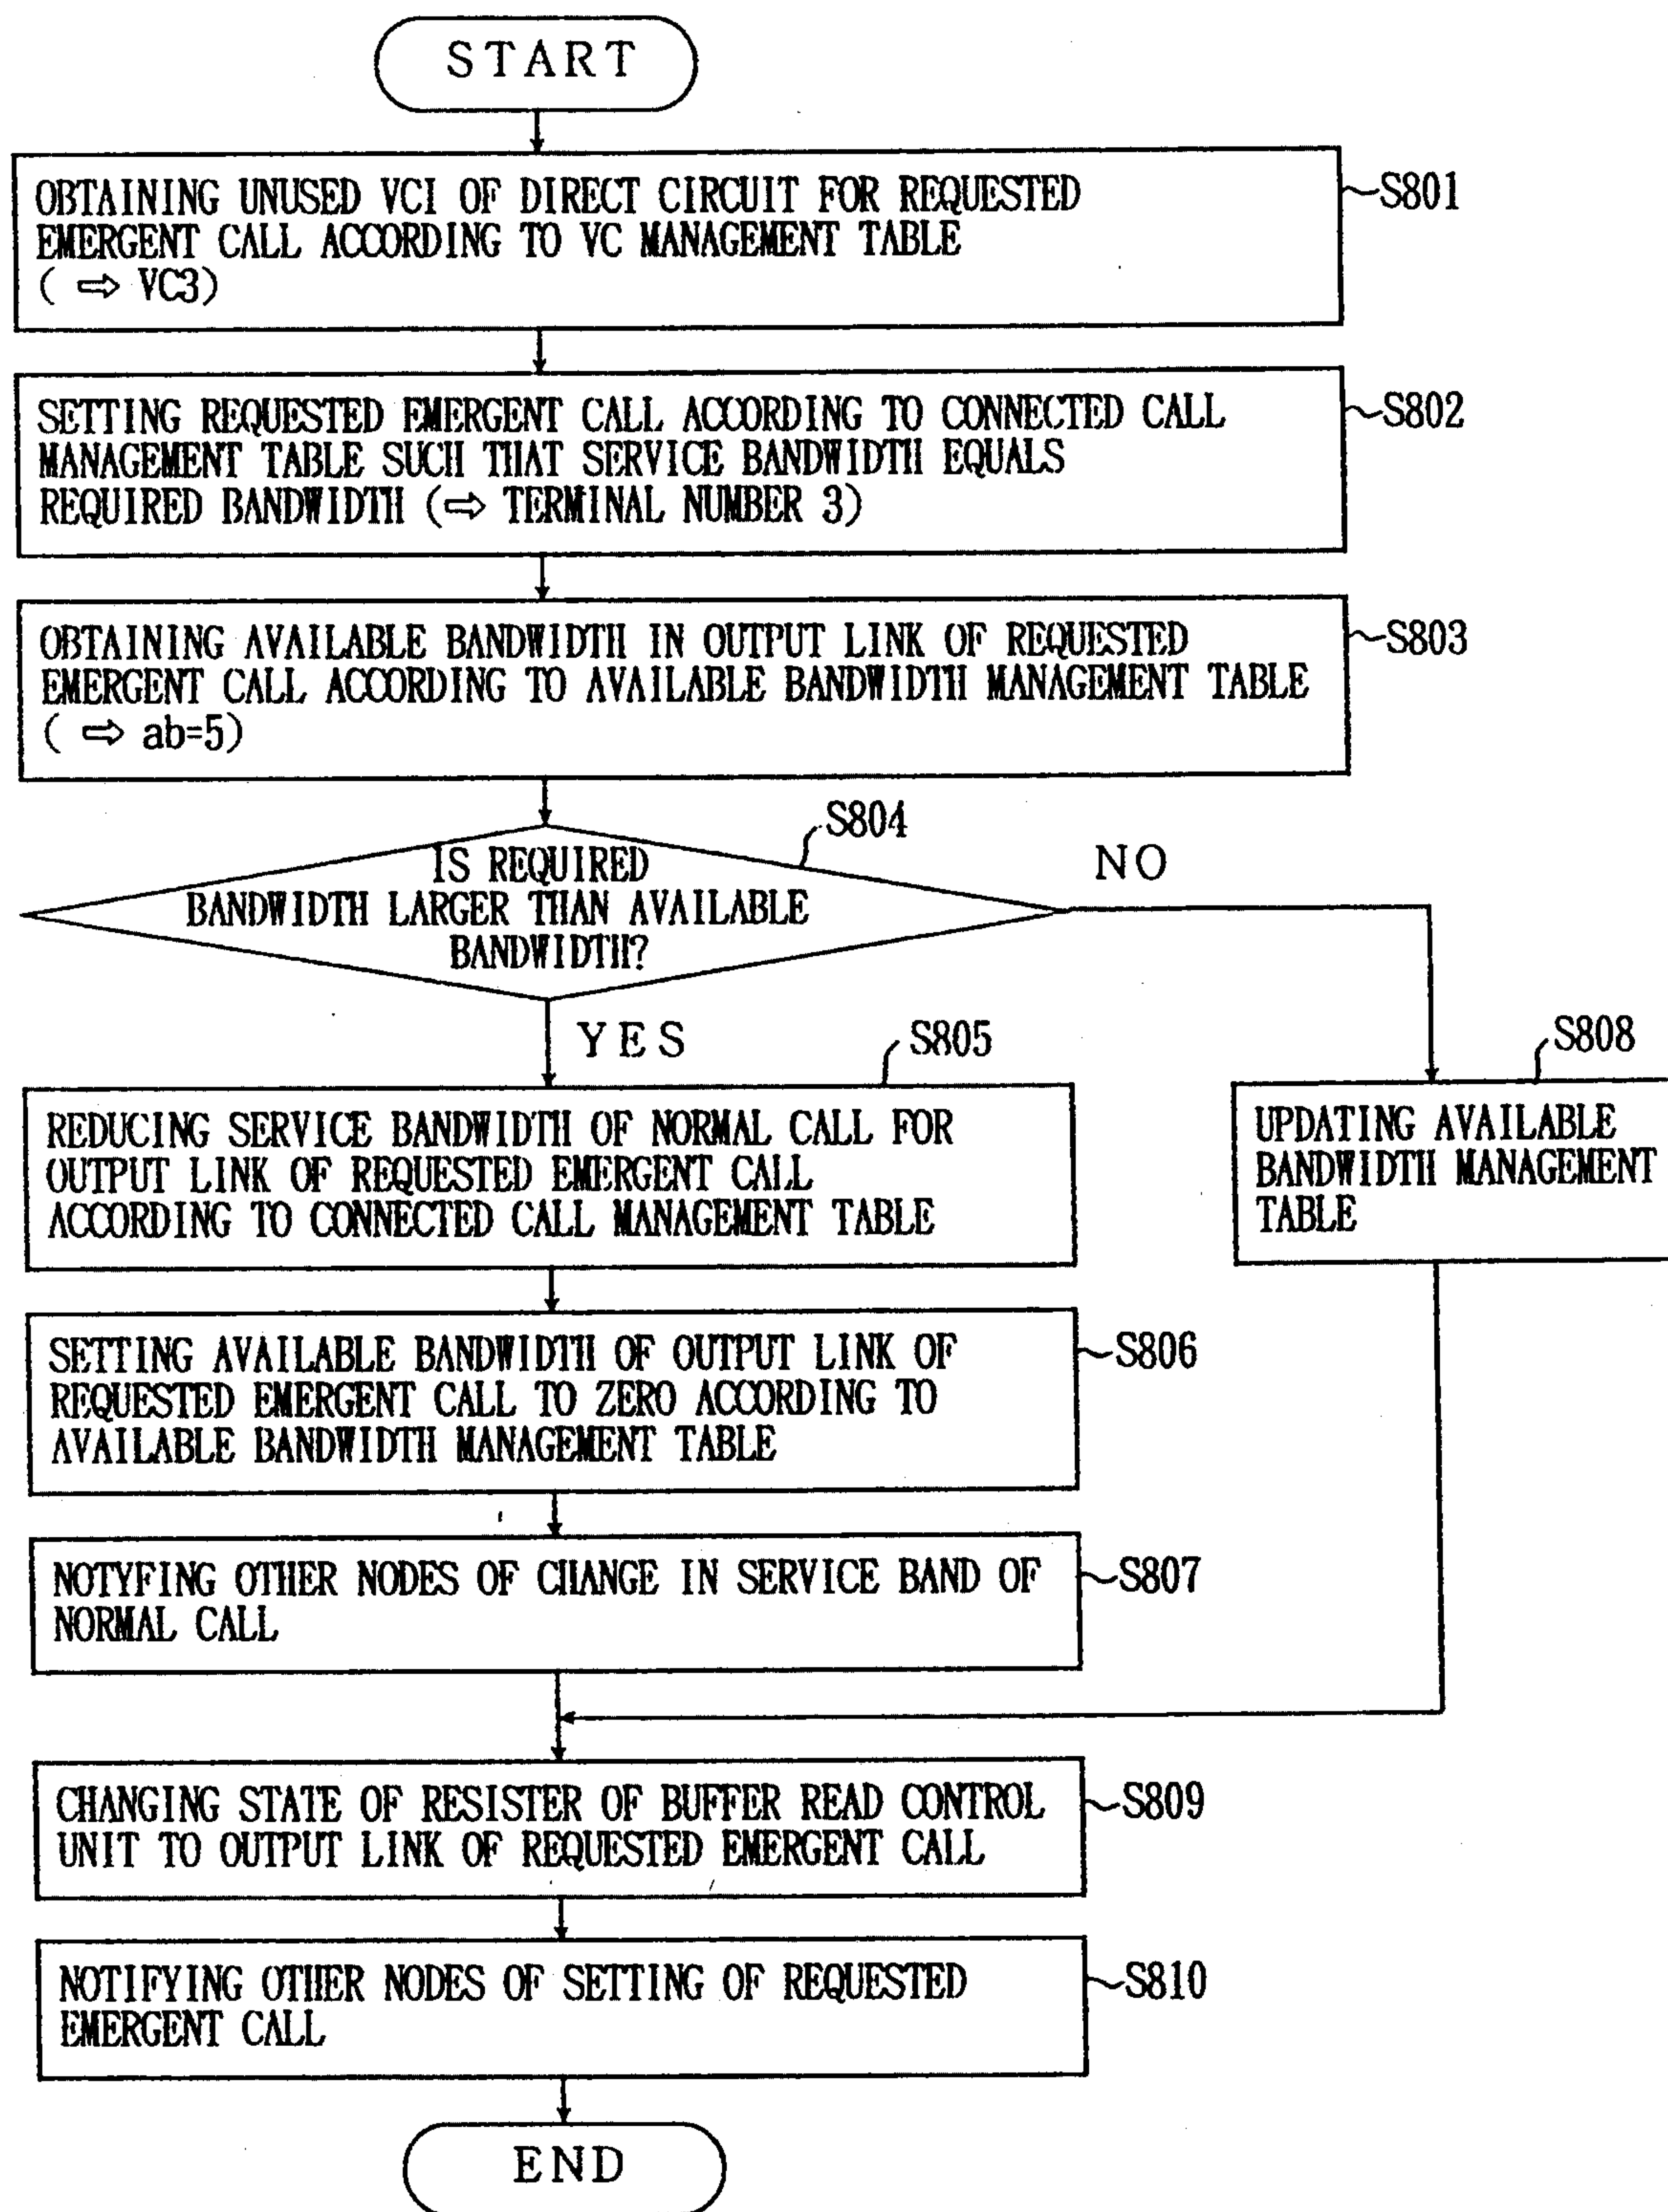 START
OBTAINING UNUSED VCI OF DIRECT CIRCUIT FOR REQUESTED
EMERGENT CALL ACCORDING TO VC MANAGEMENT TABLE
( ⇨ VC3)
S801
SETTING REQUESTED EMERGENT CALL ACCORDING TO CONNECTED CALL
MANAGEMENT TABLE SUCH THAT SERVICE BANDWIDTH EQUALS
REQUIRED BANDWIDTH (⇨ TERMINAL NUMBER 3)
S802
OBTAINING AVAILABLE BANDWIDTH IN OUTPUT LINK OF REQUESTED
EMERGENT CALL ACCORDING TO AVAILABLE BANDWIDTH MANAGEMENT TABLE
( ⇨ ab=5)
S803
S804
IS REQUIRED
BANDWIDTH LARGER THAN AVAILABLE
BANDWIDTH?
NO
YES
S805
REDUCING SERVICE BANDWIDTH OF NORMAL CALL FOR
OUTPUT LINK OF REQUESTED EMERGENT CALL
ACCORDING TO CONNECTED CALL MANAGEMENT TABLE
S808
UPDATING AVAILABLE
BANDWIDTH MANAGEMENT
TABLE
SETTING AVAILABLE BANDWIDTH OF OUTPUT LINK OF
REQUESTED EMERGENT CALL TO ZERO ACCORDING TO
AVAILABLE BANDWIDTH MANAGEMENT TABLE
S806
NOTYFING OTHER NODES OF CHANGE IN SERVICE BAND OF
NORMAL CALL
S807
CHANGING STATE OF RESISTER OF BUFFER READ CONTROL
UNIT TO OUTPUT LINK OF REQUESTED EMERGENT CALL
S809
NOTIFYING OTHER NODES OF SETTING OF REQUESTED
EMERGENT CALL
S810
END